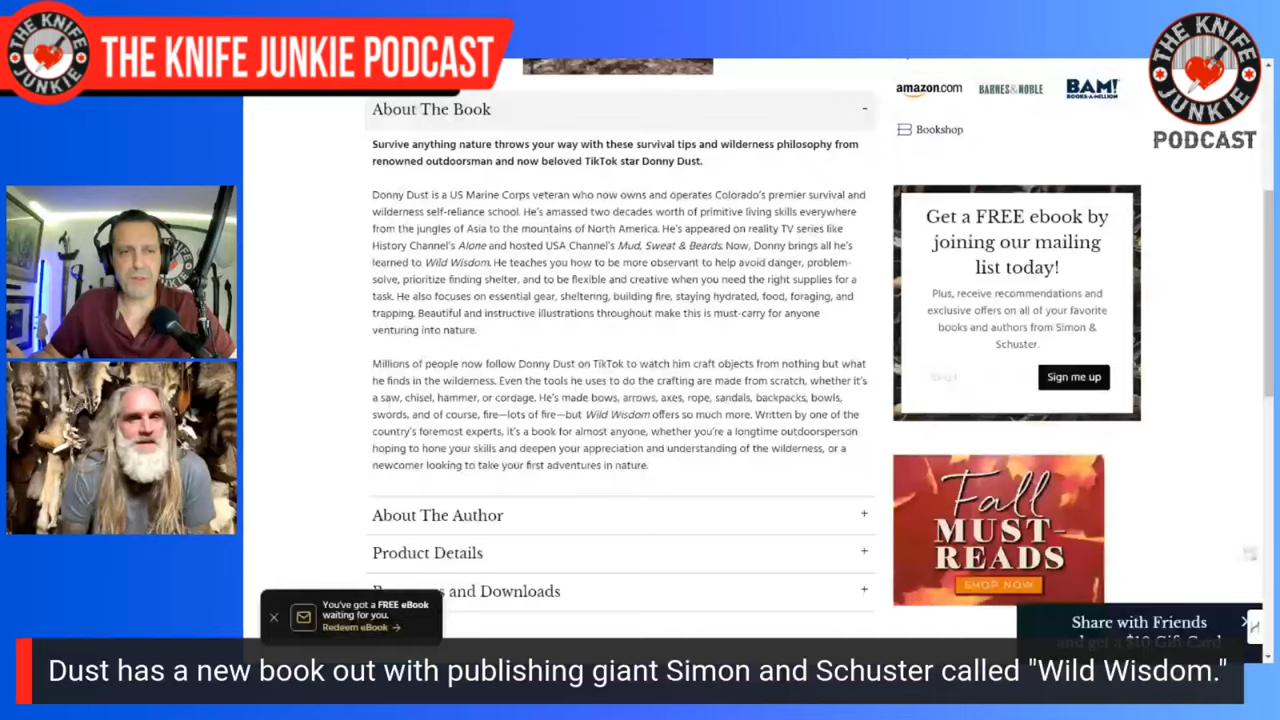 THE KNIFE JUNKIE
THE KNIFE JUNKIE PODCAST
THE KNIFE
JUNKIE
PODCAST
About The Book
Survive anything nature throws your way with these survival tips and wilderness philosophy from
renowned outdoorsman and now beloved TikTok star Donny Dust.
Donny Dust is a US Marine Corps veteran who now owns and operates Colorado's premier survival and
wilderness self-reliance school. He's amassed two decades worth of primitive living skills everywhere
from the jungles of Asia to the mountains of North America. He's appeared on reality TV series like
History Channel's Alone and hosted USA Channel's Mud, Sweat & Beards. Now, Donny brings all he's
learned to Wild Wisdom. He teaches you how to be more observant to help avoid danger, problem-
solve, prioritize finding shelter, and to be flexible and creative when you need the right supplies for a
task. He also focuses on essential gear, sheltering, building fire, staying hydrated, food, foraging, and
trapping. Beautiful and instructive illustrations throughout make this is must-carry for anyone
venturing into nature.
Millions of people now follow Donny Dust on TikTok to watch him craft objects from nothing but what
he finds in the wilderness. Even the tools he uses to do the crafting are made from scratch, whether it's
a saw, chisel, hammer, or cordage. He's made bows, arrows, axes, rope, sandals, backpacks, bowls,
swords, and of course, fire—lots of fire—but Wild Wisdom offers so much more. Written by one of the
country's foremost experts, it's a book for almost anyone, whether you're a longtime outdoorsperson
hoping to hone your skills and deepen your appreciation and understanding of the wilderness, or a
newcomer looking to take your first adventures in nature.
About The Author
Product Details
and Downloads
amazon.com BARNES&NOBLE BAM!
BOOKS-A-MILLION
Bookshop
Get a FREE ebook by
joining our mailing
list today!
Plus, receive recommendations and
exclusive offers on all of your favorite
books and authors from Simon &
Schuster.
Sign me up
Fall
MUST-
READS
SHOP NOW
You've got a FREE eBook
waiting for you.
Redeem eBook →
Share with Friends
and get a $10 Gift Card
Dust has a new book out with publishing giant Simon and Schuster called "Wild Wisdom."